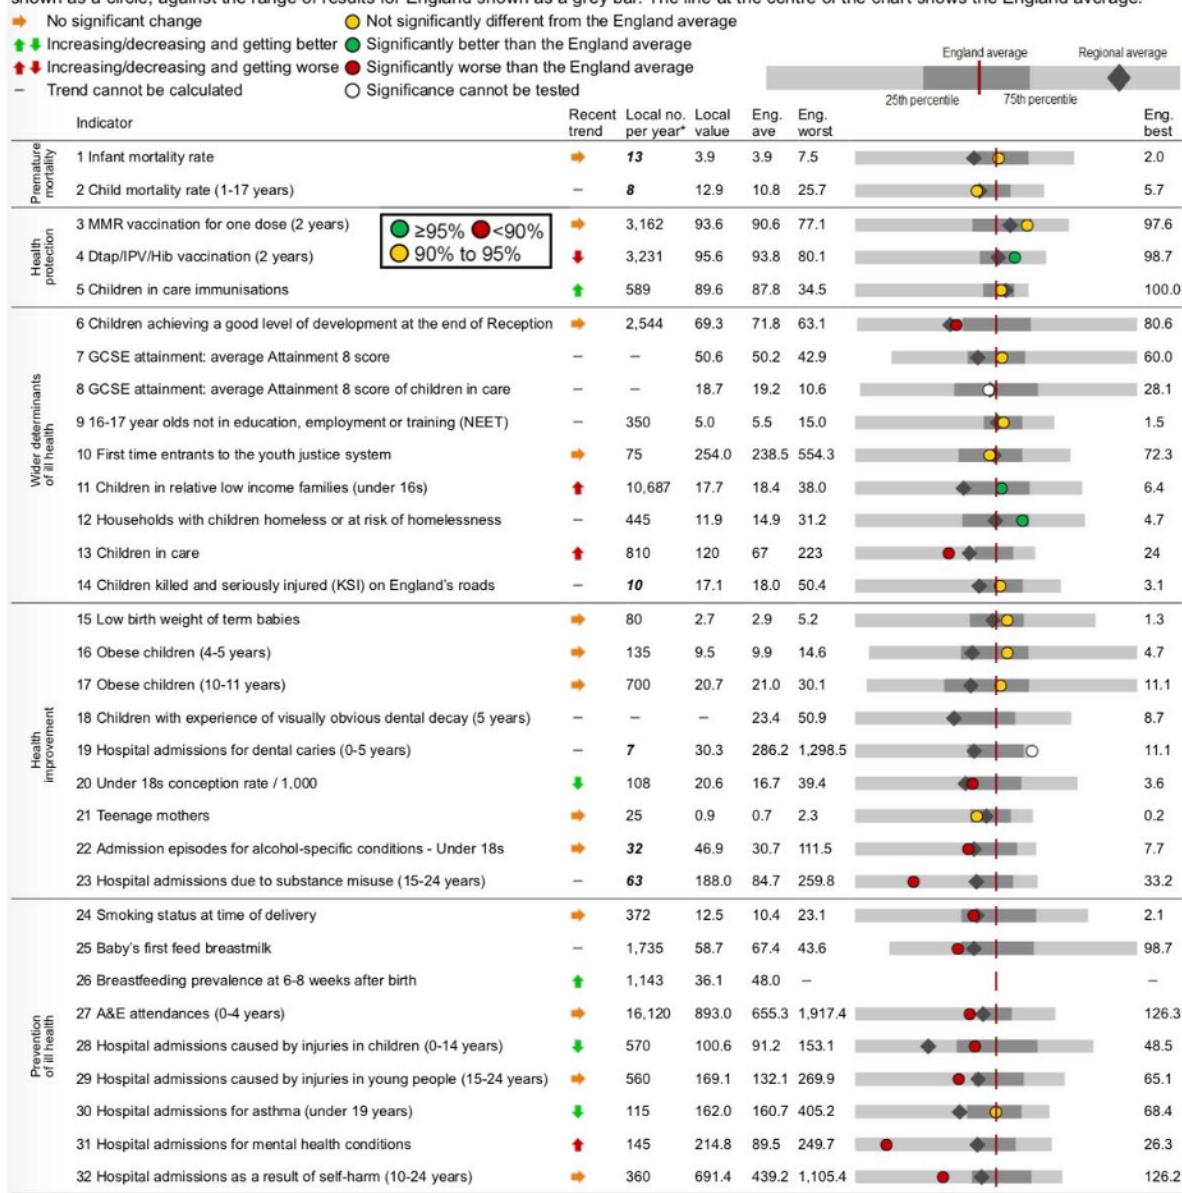 shown as a circle, against the range of results for England shown as a grey bar. The line at the centre of the chart shows the England average.
No significant change Not significantly different from the England average
Increasing/decreasing and getting better Significantly better than the England average
Increasing/decreasing and getting worse Significantly worse than the England average
– Trend cannot be calculated Significance cannot be tested
England average Regional average
25th percentile 75th percentile
Indicator Recent trend Local no. per year* Local value Eng. ave Eng. worst Eng. best
Premature mortality
1 Infant mortality rate 13 3.9 3.9 7.5 2.0
2 Child mortality rate (1-17 years) – 8 12.9 10.8 25.7 5.7
Health protection
≥95% <90%
90% to 95%
3 MMR vaccination for one dose (2 years) 3,162 93.6 90.6 77.1 97.6
4 Dtap/IPV/Hib vaccination (2 years) 3,231 95.6 93.8 80.1 98.7
5 Children in care immunisations 589 89.6 87.8 34.5 100.0
Wider determinants of ill health
6 Children achieving a good level of development at the end of Reception 2,544 69.3 71.8 63.1 80.6
7 GCSE attainment: average Attainment 8 score – – 50.6 50.2 42.9 60.0
8 GCSE attainment: average Attainment 8 score of children in care – – 18.7 19.2 10.6 28.1
9 16-17 year olds not in education, employment or training (NEET) – 350 5.0 5.5 15.0 1.5
10 First time entrants to the youth justice system 75 254.0 238.5 554.3 72.3
11 Children in relative low income families (under 16s) 10,687 17.7 18.4 38.0 6.4
12 Households with children homeless or at risk of homelessness – 445 11.9 14.9 31.2 4.7
13 Children in care 810 120 67 223 24
14 Children killed and seriously injured (KSI) on England's roads – 10 17.1 18.0 50.4 3.1
Health improvement
15 Low birth weight of term babies 80 2.7 2.9 5.2 1.3
16 Obese children (4-5 years) 135 9.5 9.9 14.6 4.7
17 Obese children (10-11 years) 700 20.7 21.0 30.1 11.1
18 Children with experience of visually obvious dental decay (5 years) – – – 23.4 50.9 8.7
19 Hospital admissions for dental caries (0-5 years) – 7 30.3 286.2 1,298.5 11.1
20 Under 18s conception rate / 1,000 108 20.6 16.7 39.4 3.6
21 Teenage mothers 25 0.9 0.7 2.3 0.2
22 Admission episodes for alcohol-specific conditions - Under 18s 32 46.9 30.7 111.5 7.7
23 Hospital admissions due to substance misuse (15-24 years) – 63 188.0 84.7 259.8 33.2
Prevention of ill health
24 Smoking status at time of delivery 372 12.5 10.4 23.1 2.1
25 Baby's first feed breastmilk – 1,735 58.7 67.4 43.6 98.7
26 Breastfeeding prevalence at 6-8 weeks after birth 1,143 36.1 48.0 – –
27 A&E attendances (0-4 years) 16,120 893.0 655.3 1,917.4 126.3
28 Hospital admissions caused by injuries in children (0-14 years) 570 100.6 91.2 153.1 48.5
29 Hospital admissions caused by injuries in young people (15-24 years) 560 169.1 132.1 269.9 65.1
30 Hospital admissions for asthma (under 19 years) 115 162.0 160.7 405.2 68.4
31 Hospital admissions for mental health conditions 145 214.8 89.5 249.7 26.3
32 Hospital admissions as a result of self-harm (10-24 years) 360 691.4 439.2 1,105.4 126.2